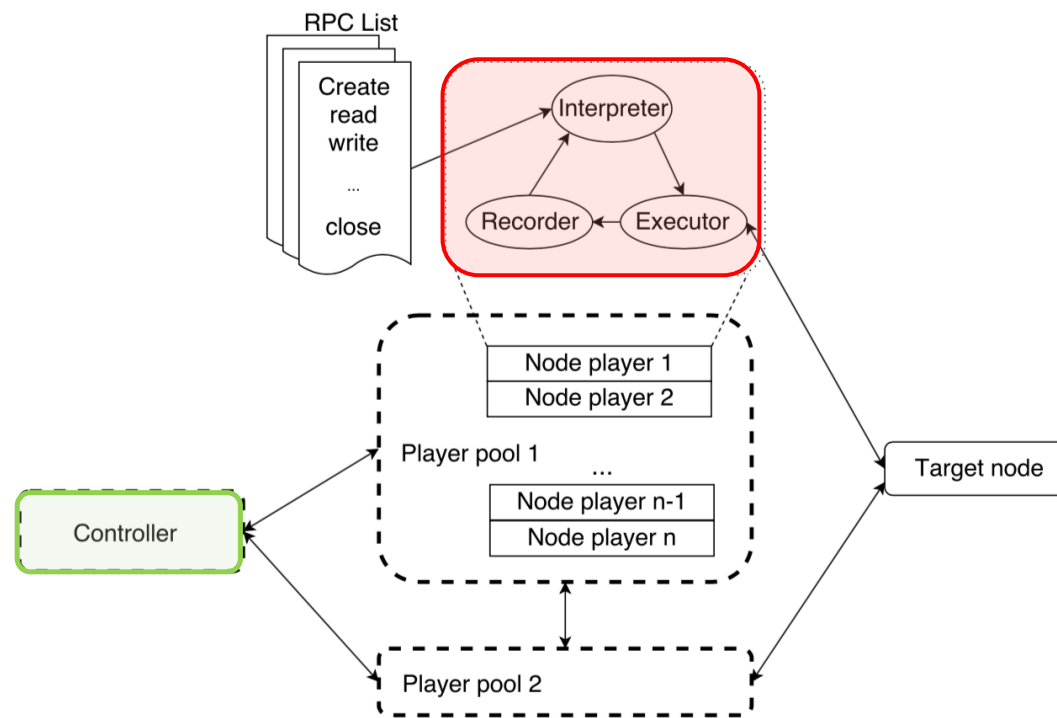 RPC List
Create
read
write
...
close
Interpreter
Recorder
Executor
Node player 1
Node player 2
Player pool 1
...
Node player n-1
Node player n
Target node
Controller
Player pool 2